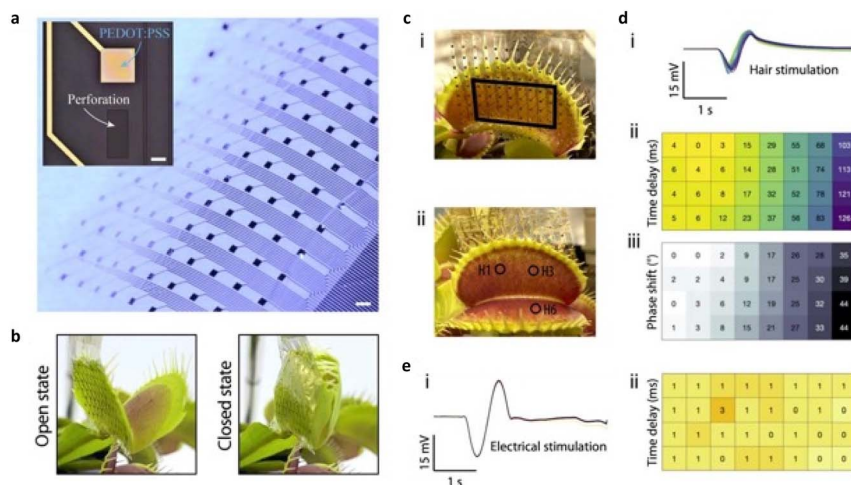 a
PEDOT:PSS
Perforation
b
Open state
Closed state
c
i
ii
H1
H3
H6
d
i
15 mV
1 s
Hair stimulation
ii
Time delay (ms)
4 0 3 15 29 55 68 103
6 4 6 14 28 51 74 113
4 6 8 17 32 52 78 121
5 6 12 23 37 56 83 126
iii
Phase shift (°)
0 0 2 9 17 26 28 35
2 2 4 9 17 25 30 39
0 3 6 12 19 25 32 44
1 3 8 15 21 27 33 44
e
i
15 mV
1 s
Electrical stimulation
ii
Time delay (ms)
1 1 1 1 1 1 1 1
1 1 3 1 1 0 1 0
1 1 1 1 0 1 0 0
1 1 0 1 1 1 0 0